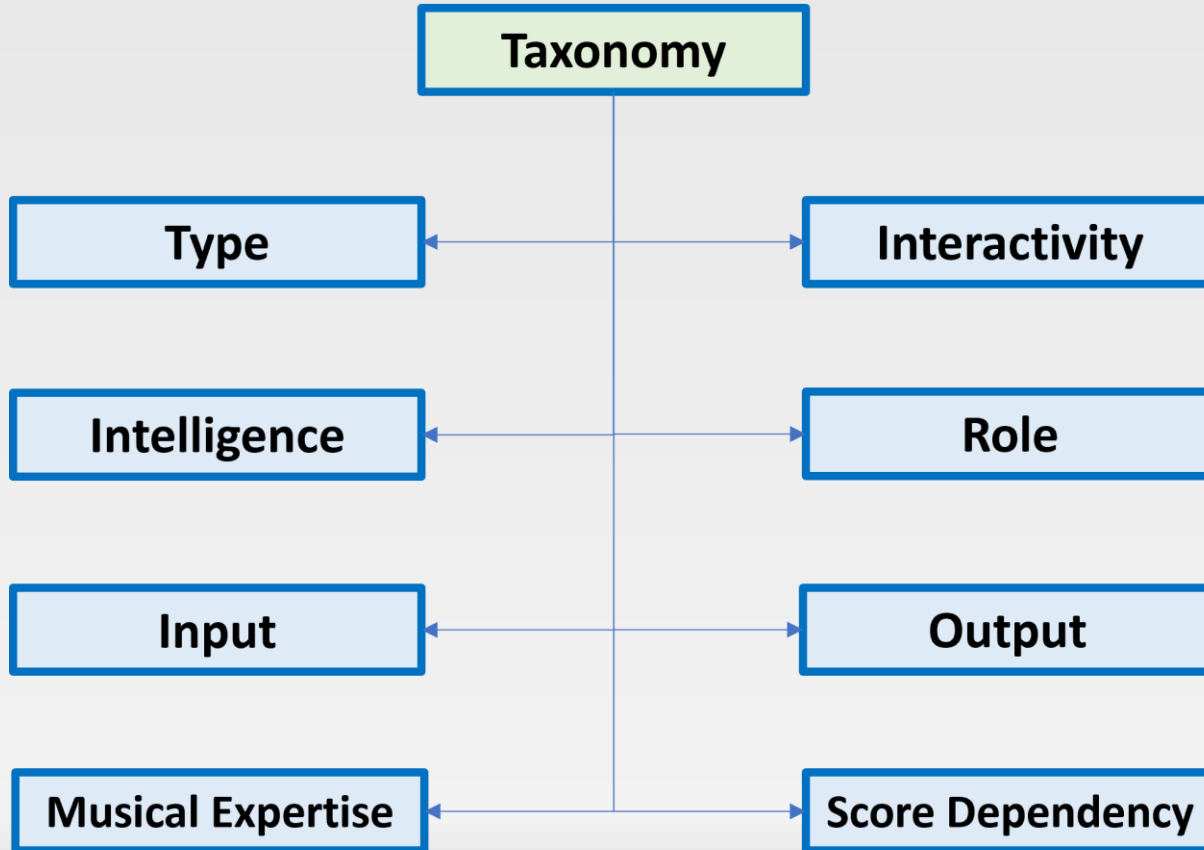 Taxonomy
Type
Interactivity
Intelligence
Role
Input
Output
Musical Expertise
Score Dependency